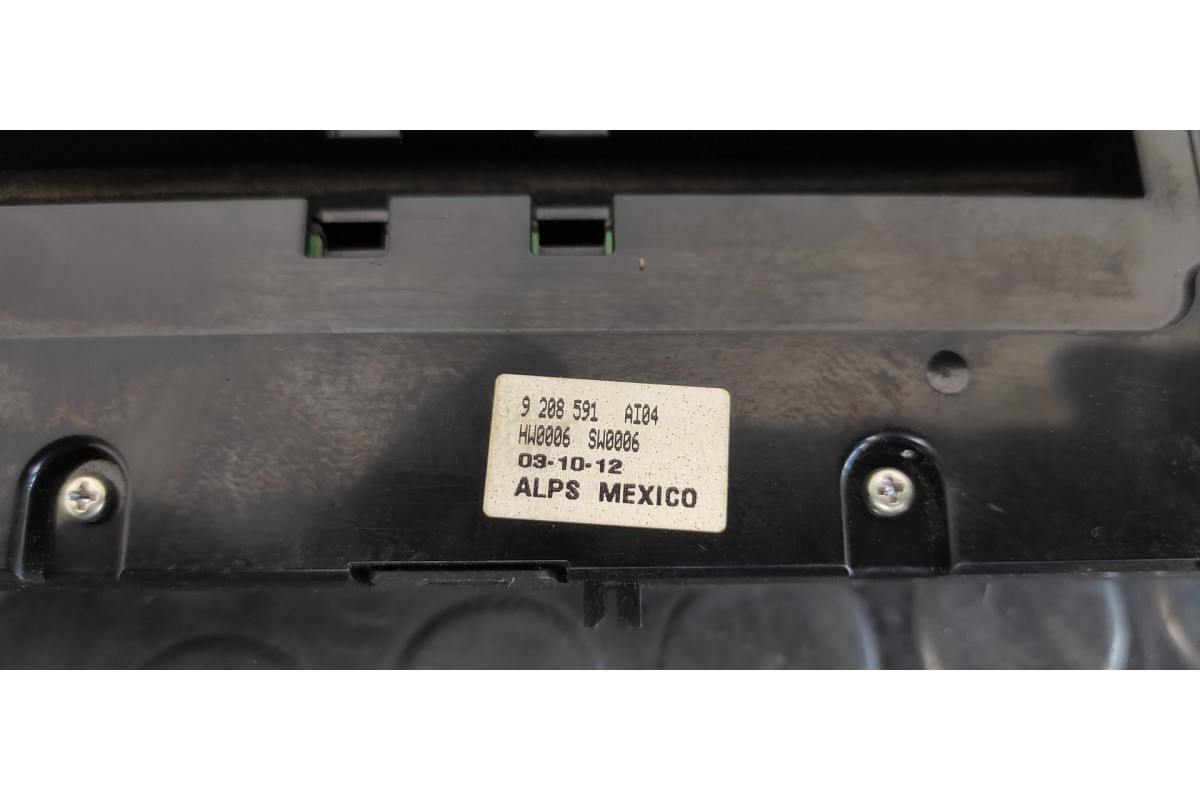 9 208 591 AI04
HW0006 SW0006
03-10-12
ALPS MEXICO